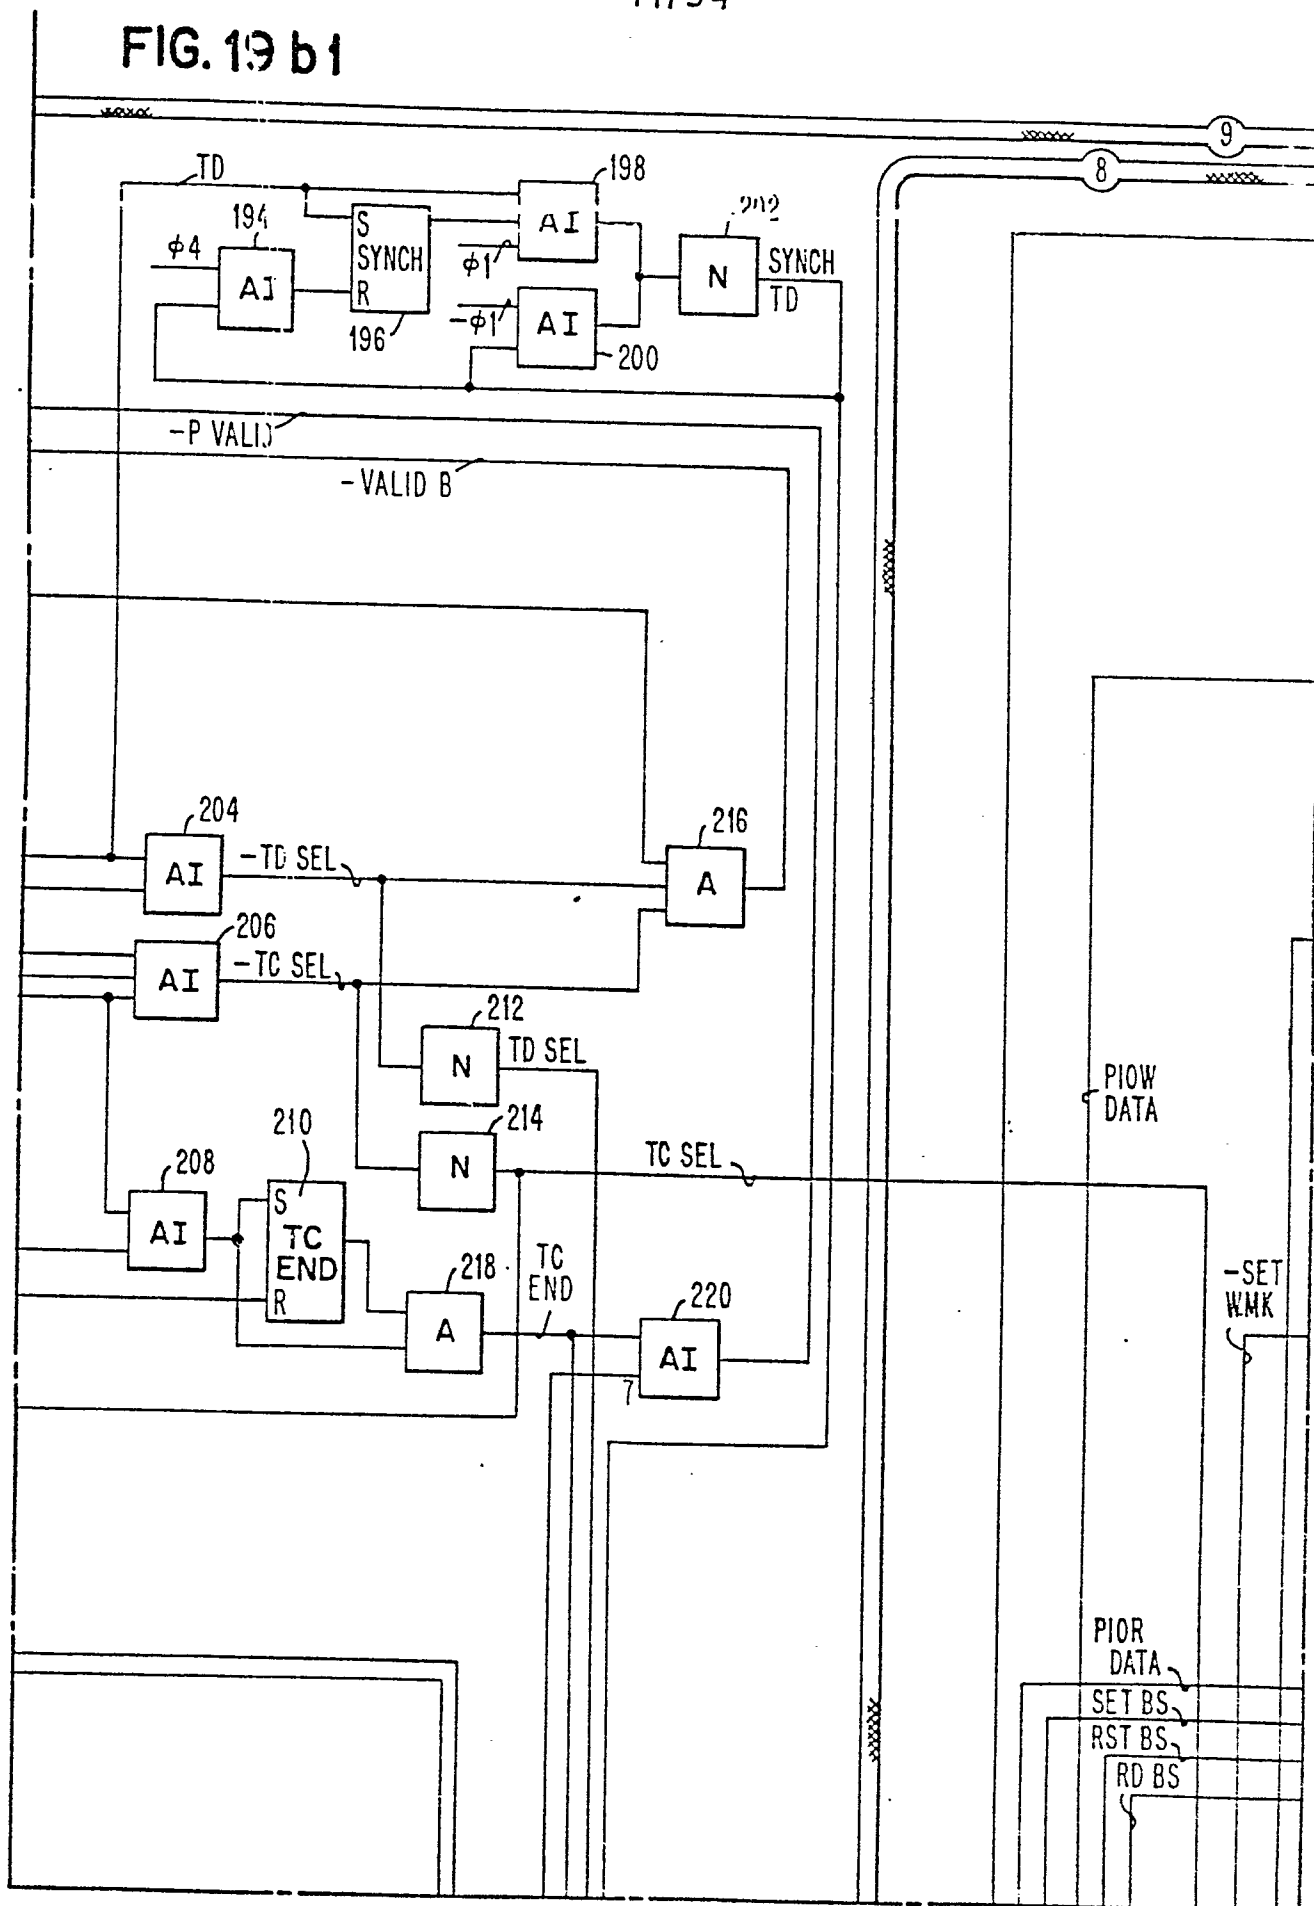 FIG. 19 b1
9
8
TD
198
194
S
SYNCH
R
AI
φ4
φ1
AI
202
N
SYNCH
TD
196
-φ1
AI
200
-P VALID
-VALID B
204
AI
-TD SEL
216
A
206
AI
-TC SEL
212
N
TD SEL
PIOW
DATA
210
214
N
TC SEL
208
AI
S
TC
END
R
TC
END
218
A
220
AI
7
-SET
WMK
PIOR
DATA
SET BS
RST BS
RD BS